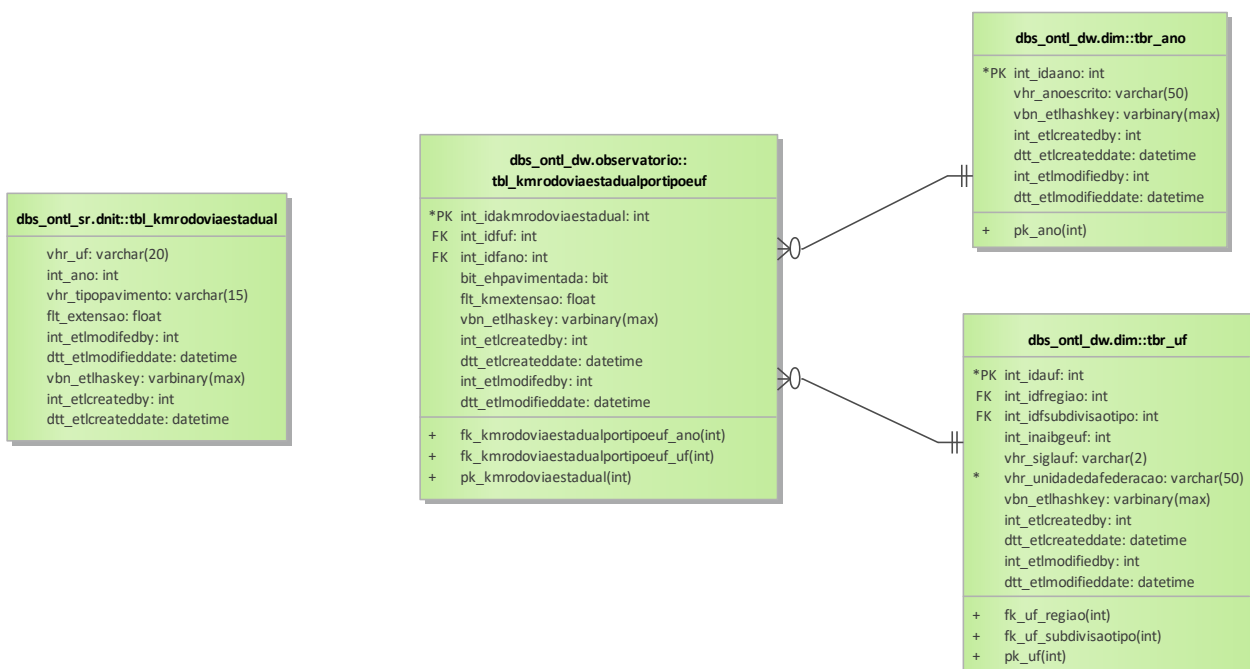 dbs_ontl_sr.dnit::tbl_kmrodoviaestadual
vhr_uf: varchar(20)
int_ano: int
vhr_tipopavimento: varchar(15)
flt_extensao: float
int_etlmodifedby: int
dtt_etlmodifieddate: datetime
vbn_etlhaskey: varbinary(max)
int_etlcreatedby: int
dtt_etlcreateddate: datetime
dbs_ontl_dw.observatorio::
tbl_kmrodoviaestadualportipoeuf
*PK int_idakmrodoviaestadual: int
FK int_idfuf: int
FK int_idfano: int
bit_ehpavimentada: bit
flt_kmextensao: float
vbn_etlhaskey: varbinary(max)
int_etlcreatedby: int
dtt_etlcreateddate: datetime
int_etlmodifedby: int
dtt_etlmodifieddate: datetime
+ fk_kmrodoviaestadualportipoeuf_ano(int)
+ fk_kmrodoviaestadualportipoeuf_uf(int)
+ pk_kmrodoviaestadual(int)
dbs_ontl_dw.dim::tbr_ano
*PK int_idaano: int
vhr_anoescrito: varchar(50)
vbn_etlhashkey: varbinary(max)
int_etlcreatedby: int
dtt_etlcreateddate: datetime
int_etlmodifiedby: int
dtt_etlmodifieddate: datetime
+ pk_ano(int)
dbs_ontl_dw.dim::tbr_uf
*PK int_idauf: int
FK int_idfregiao: int
FK int_idfsubdivisaotipo: int
int_inaibgeuf: int
vhr_siglauf: varchar(2)
* vhr_unidadedafederacao: varchar(50)
vbn_etlhashkey: varbinary(max)
int_etlcreatedby: int
dtt_etlcreateddate: datetime
int_etlmodifiedby: int
dtt_etlmodifieddate: datetime
+ fk_uf_regiao(int)
+ fk_uf_subdivisaotipo(int)
+ pk_uf(int)